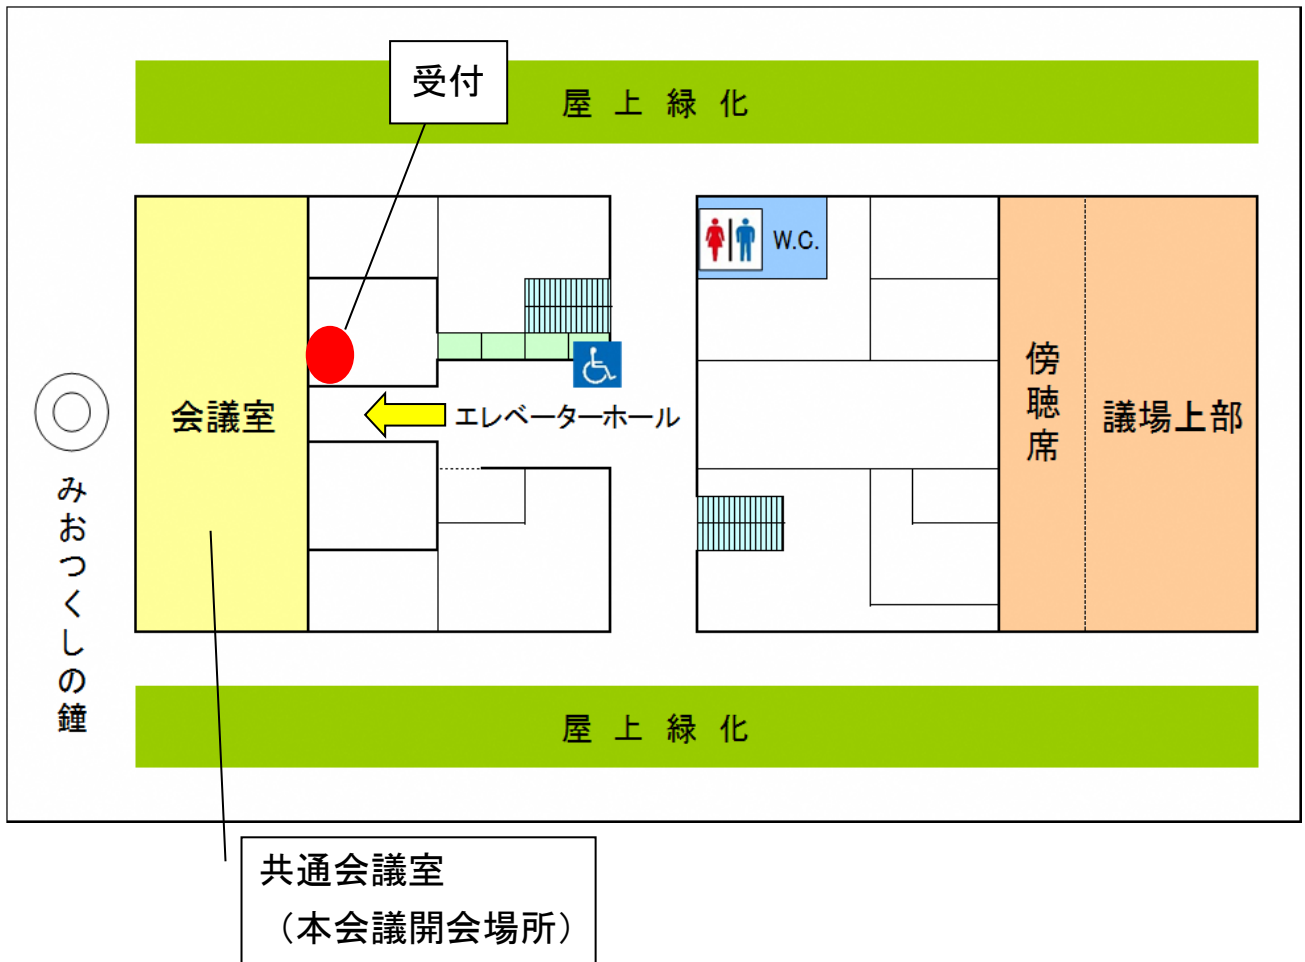 受付
屋上緑化
W.C.
会議室
エレベーターホール
傍聴席
議場上部
みおつくしの鐘
屋上緑化
共通会議室
（本会議開会場所）